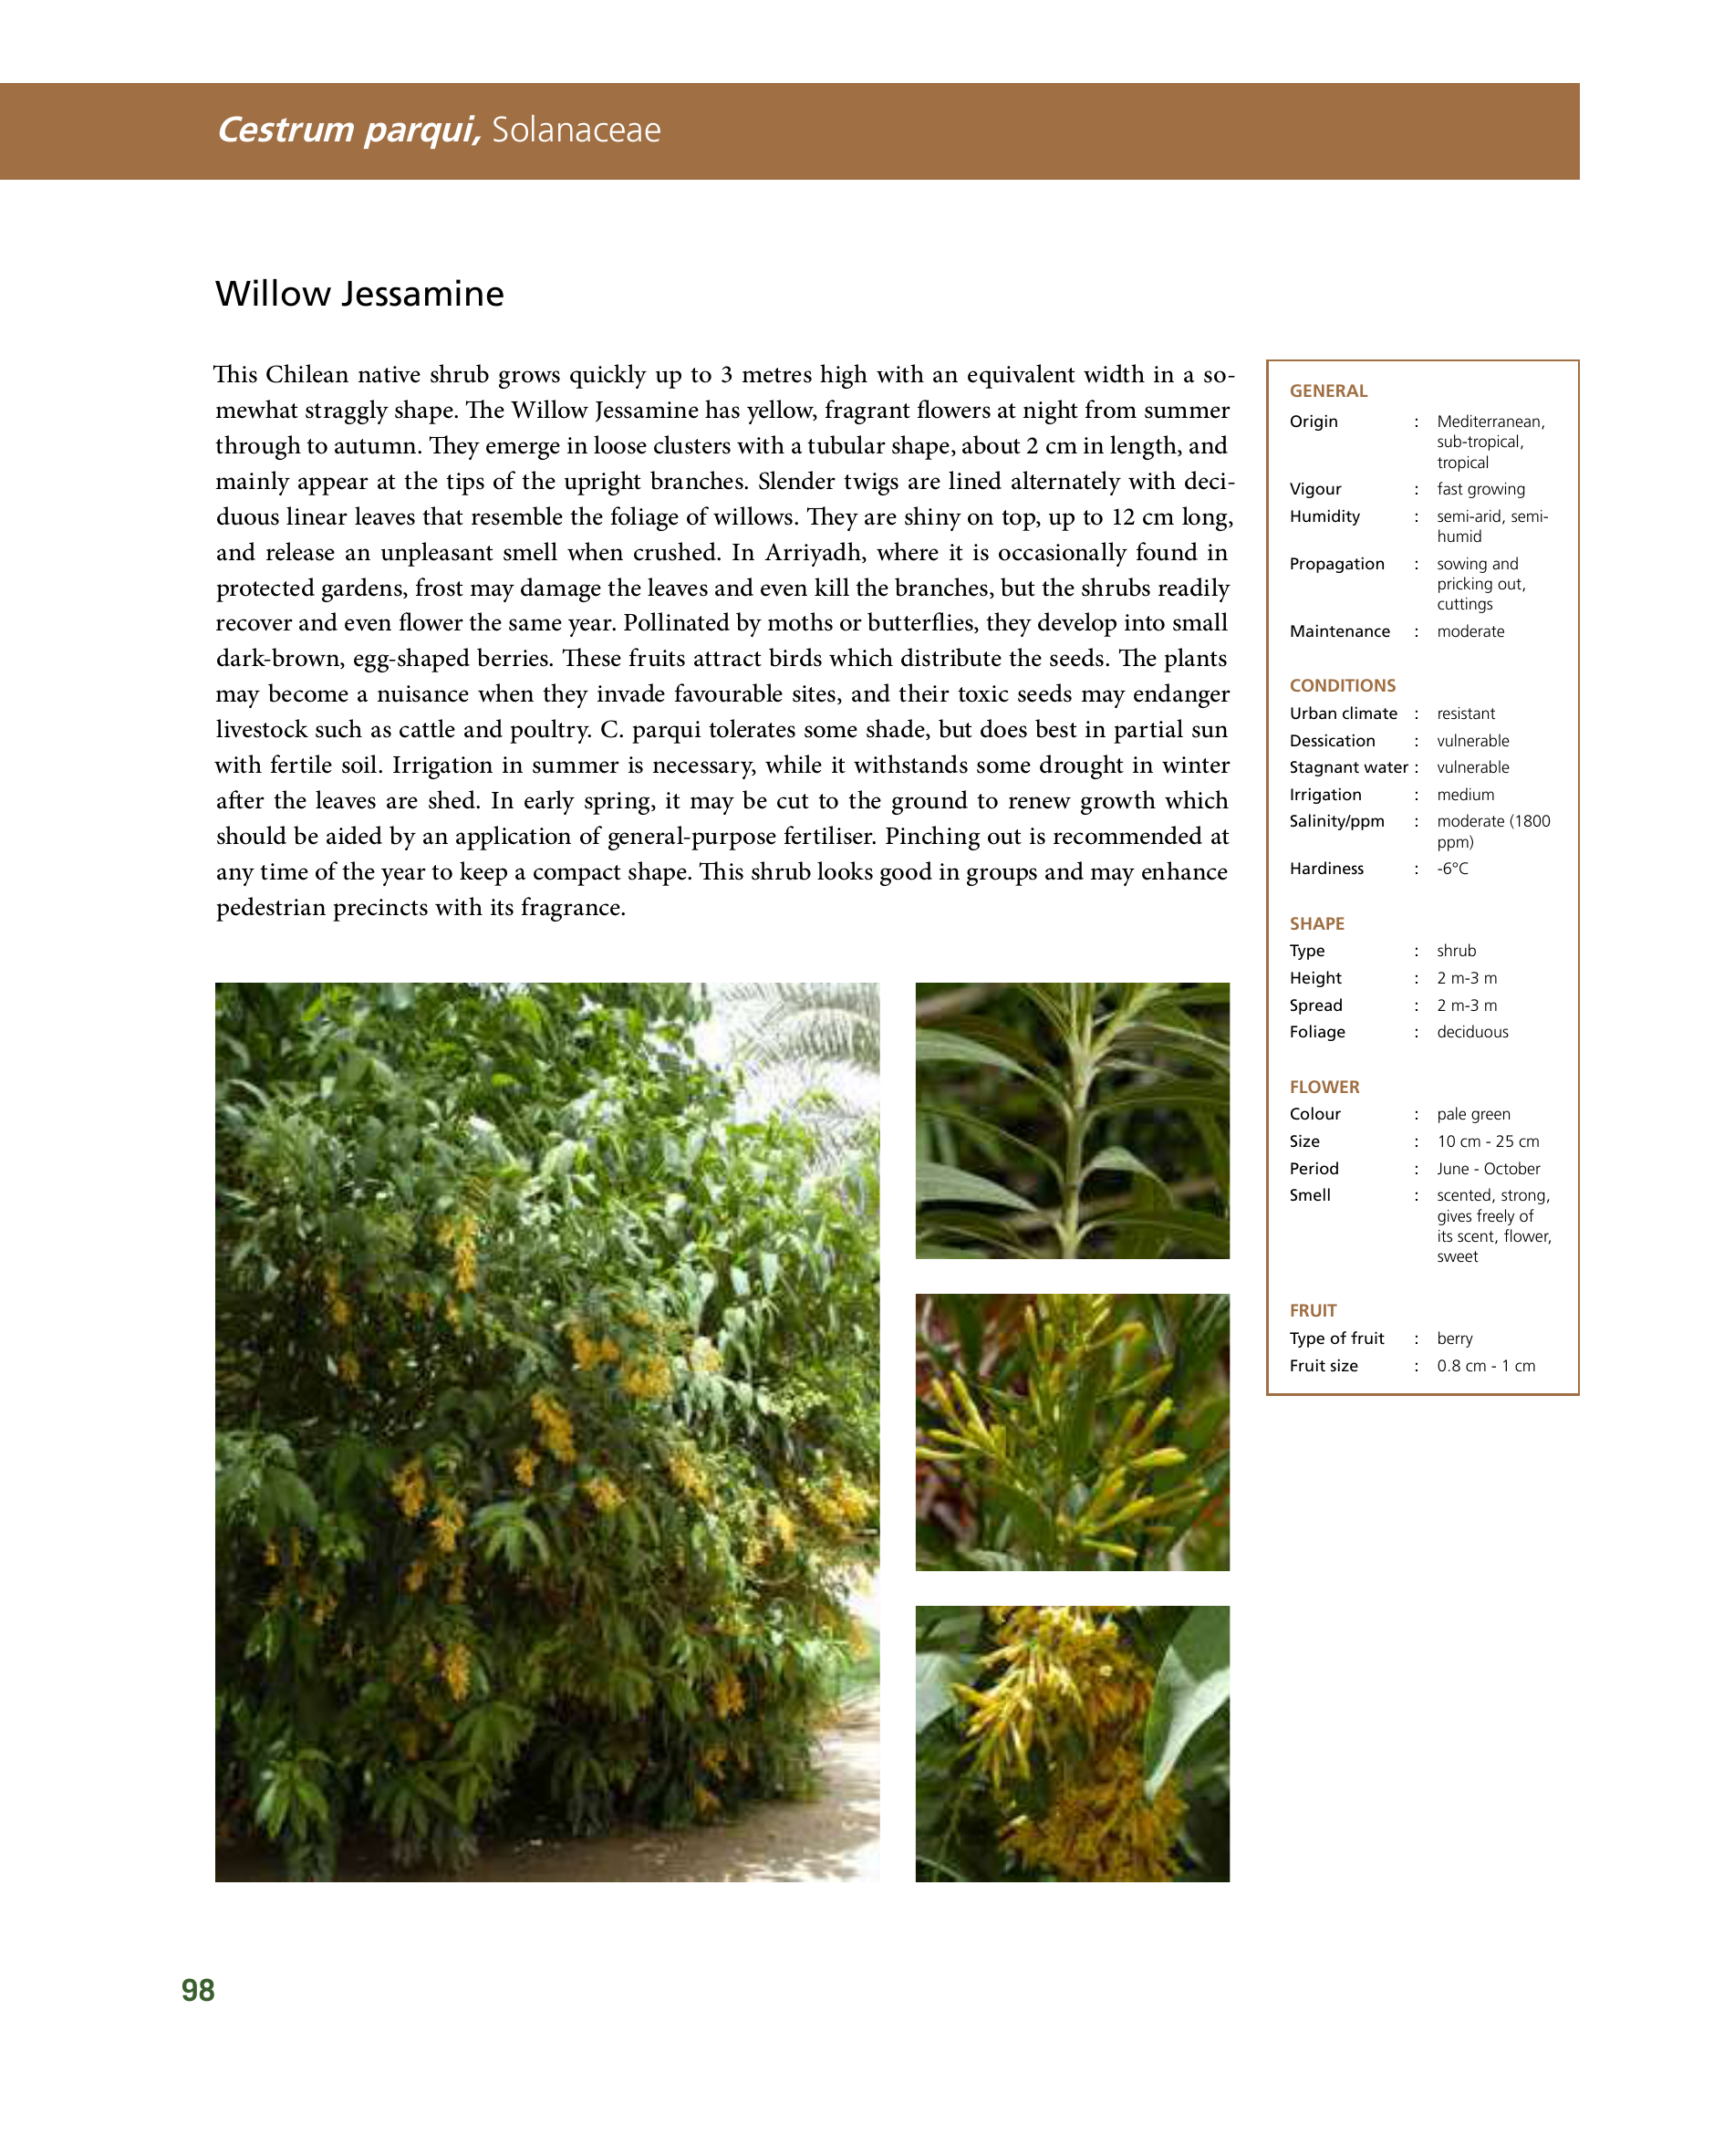 Cestrum parqui, Solanaceae
Willow Jessamine
This Chilean native shrub grows quickly up to 3 metres high with an equivalent width in a so-
mewhat straggly shape. The Willow Jessamine has yellow, fragrant flowers at night from summer
through to autumn. They emerge in loose clusters with a tubular shape, about 2 cm in length, and
mainly appear at the tips of the upright branches. Slender twigs are lined alternately with deci-
duous linear leaves that resemble the foliage of willows. They are shiny on top, up to 12 cm long,
and release an unpleasant smell when crushed. In Arriyadh, where it is occasionally found in
protected gardens, frost may damage the leaves and even kill the branches, but the shrubs readily
recover and even flower the same year. Pollinated by moths or butterflies, they develop into small
dark-brown, egg-shaped berries. These fruits attract birds which distribute the seeds. The plants
may become a nuisance when they invade favourable sites, and their toxic seeds may endanger
livestock such as cattle and poultry. C. parqui tolerates some shade, but does best in partial sun
with fertile soil. Irrigation in summer is necessary, while it withstands some drought in winter
after the leaves are shed. In early spring, it may be cut to the ground to renew growth which
should be aided by an application of general-purpose fertiliser. Pinching out is recommended at
any time of the year to keep a compact shape. This shrub looks good in groups and may enhance
pedestrian precincts with its fragrance.
GENERAL
Origin : Mediterranean,
sub-tropical,
tropical
Vigour : fast growing
Humidity : semi-arid, semi-
humid
Propagation : sowing and
pricking out,
cuttings
Maintenance : moderate
CONDITIONS
Urban climate : resistant
Dessication : vulnerable
Stagnant water : vulnerable
Irrigation : medium
Salinity/ppm : moderate (1800
ppm)
Hardiness : -6°C
SHAPE
Type : shrub
Height : 2 m-3 m
Spread : 2 m-3 m
Foliage : deciduous
FLOWER
Colour : pale green
Size : 10 cm - 25 cm
Period : June - October
Smell : scented, strong,
gives freely of
its scent, flower,
sweet
FRUIT
Type of fruit : berry
Fruit size : 0.8 cm - 1 cm
98